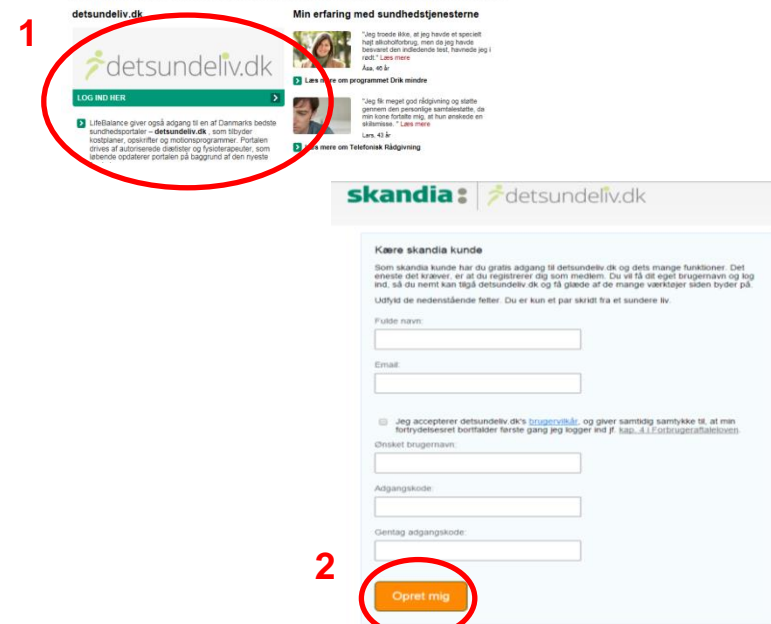 detsundeliv.dk
1
detsundeliv.dk
LOG IND HER
LifeBalance giver også adgang til en af Danmarks bedste
sundhedsportaler – detsundeliv.dk , som tilbyder
kostplaner, opskrifter og motionsprogrammer. Portalen
drives af autoriserede diætister og fysioterapeuter, som
løbende opdaterer portalen på baggrund af den nyeste
Min erfaring med sundhedstjenesterne
"Jeg troede ikke, at jeg havde et specielt
højt alkoholforbrug, men da jeg havde
besvaret den indledende test, havnede jeg i
rødt." Læs mere
Åsa, 46 år
Læs mere om programmet Drik mindre
"Jeg fik meget god rådgivning og støtte
gennem den personlige samtalestøtte, da
min kone fortalte mig, at hun ønskede en
skilsmisse. " Læs mere
Lars, 43 år
Læs mere om Telefonisk Rådgivning
skandia: detsundeliv.dk
Kære skandia kunde
Som skandia kunde har du gratis adgang til detsundeliv.dk og dets mange funktioner. Det
eneste det kræver, er at du registrerer dig som medlem. Du vil få dit eget brugernavn og log
ind, så du nemt kan tilgå detsundeliv.dk og få glæde af de mange værktøjer siden byder på.
Udfyld de nedenstående felter. Du er kun et par skridt fra et sundere liv.
Fulde navn:
Email:
Jeg accepterer detsundeliv.dk's brugervilkår, og giver samtidig samtykke til, at min
fortrydelsesret bortfalder første gang jeg logger ind jf. kap. 4 i Forbrugeraftaleloven.
Ønsket brugernavn:
Adgangskode:
Gentag adgangskode:
2
Opret mig